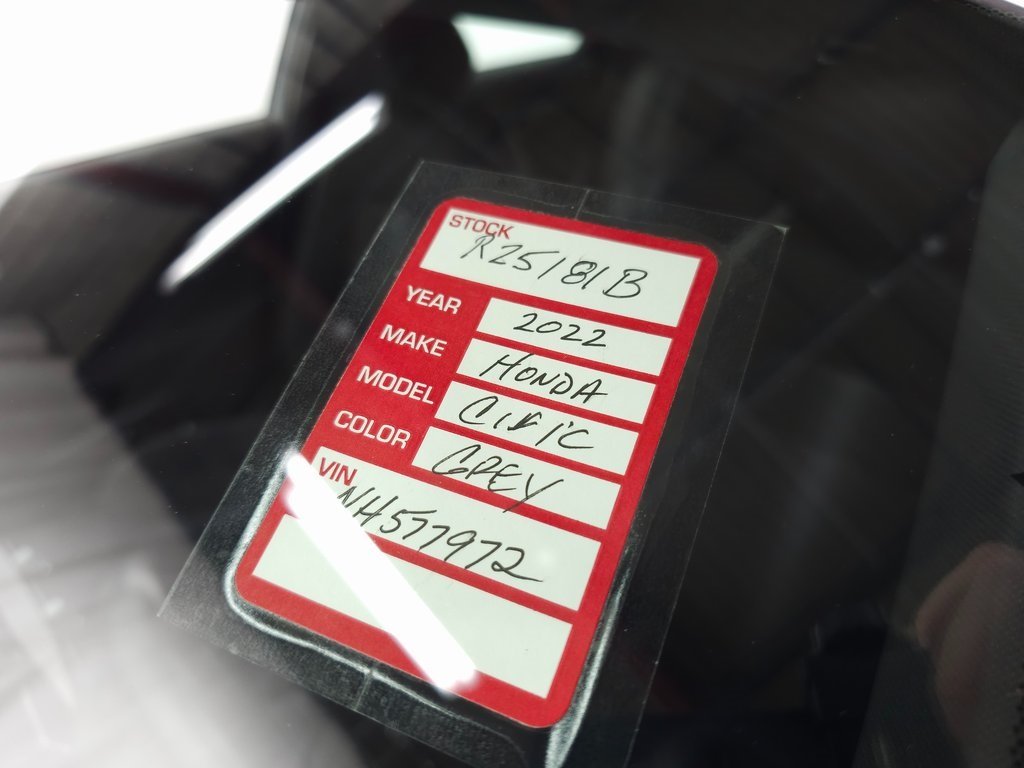 STOCK
R25181B
YEAR 2022
MAKE HONDA
MODEL CIVIC
COLOR GREY
VIN
NH577972